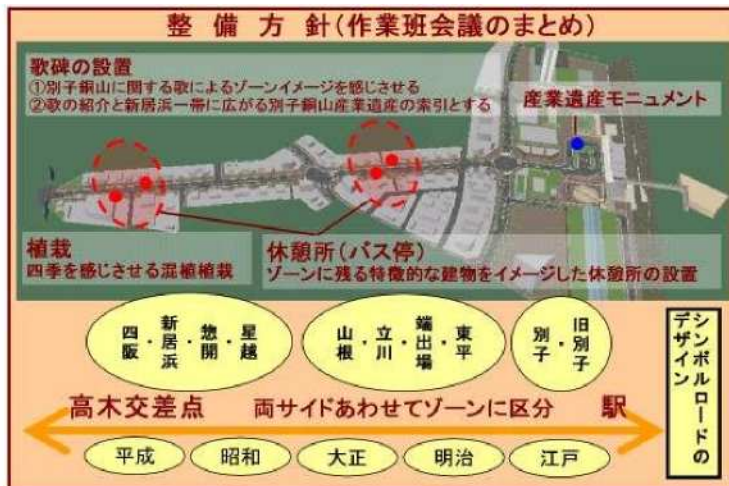 整備方針(作業班会議のまとめ)
歌碑の設置
①別子銅山に関する歌によるゾーンイメージを感じさせる
②歌の紹介と新居浜一帯に広がる別子銅山産業遺産の索引とする
産業遺産モニュメント
植栽
四季を感じさせる混植植栽
休憩所(バス停)
ゾーンに残る特徴的な建物をイメージした休憩所の設置
四阪・新居浜・惣開・星越
山根・立川・端出場・東平
別子・旧別子
シンボルロードの
デザイン
高木交差点 両サイドあわせてゾーンに区分 駅
平成
昭和
大正
明治
江戸